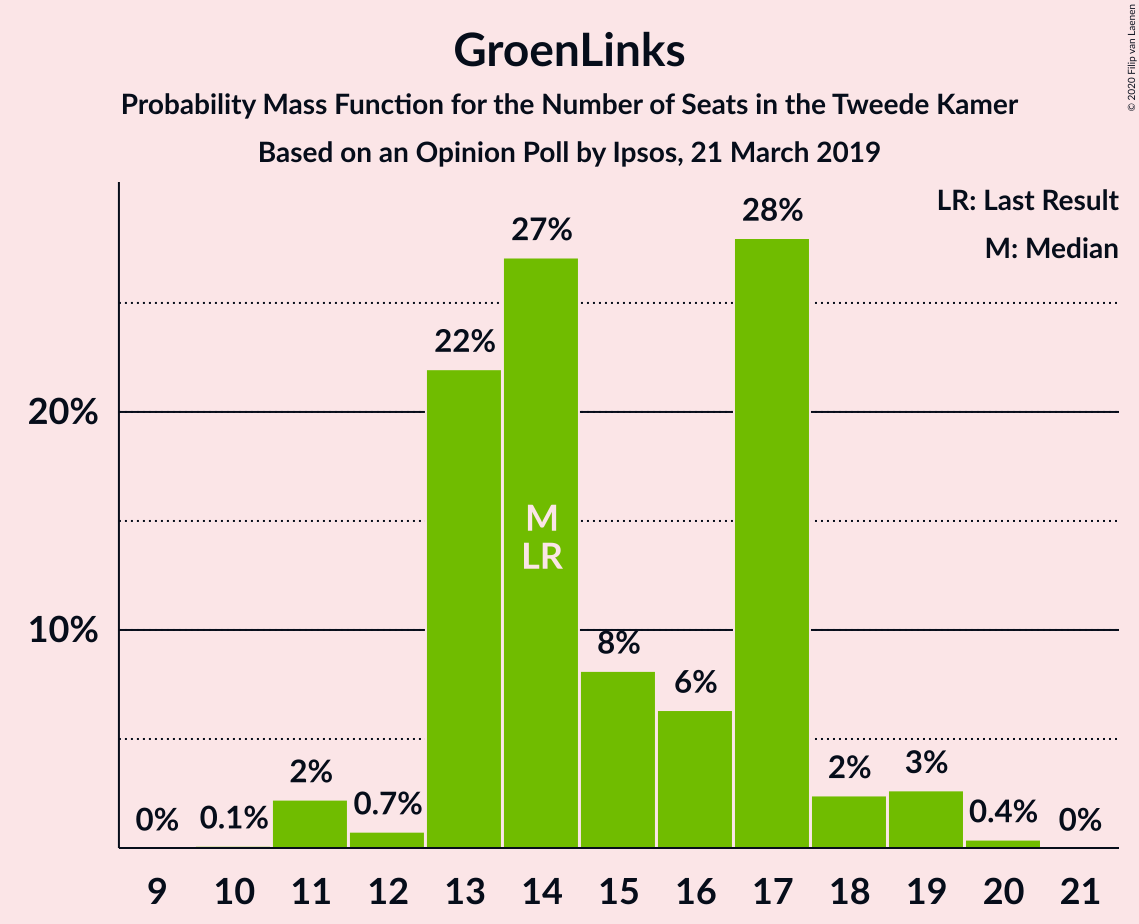 GroenLinks
Probability Mass Function for the Number of Seats in the Tweede Kamer
Based on an Opinion Poll by Ipsos, 21 March 2019
© 2020 Filip van Laenen
LR: Last Result
M: Median
20%
10%
0%
0.1%
2%
0.7%
22%
27%
8%
6%
28%
2%
3%
0.4%
0%
M
LR
9 10 11 12 13 14 15 16 17 18 19 20 21